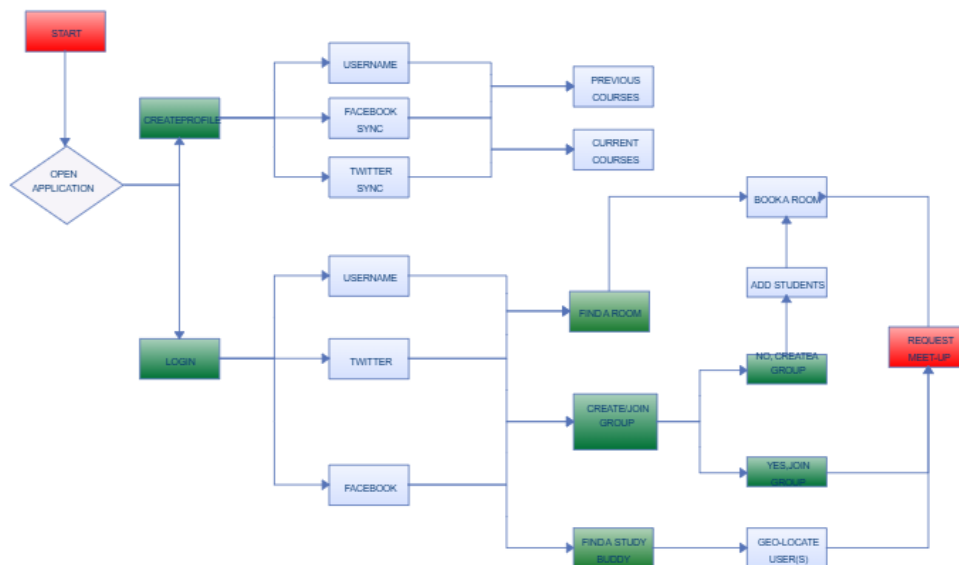 START
OPEN
APPLICATION
CREATEPROFILE
LOGIN
USERNAME
FACEBOOK
SYNC
TWITTER
SYNC
PREVIOUS
COURSES
CURRENT
COURSES
USERNAME
TWITTER
FACEBOOK
FIND A ROOM
CREATE/JOIN
GROUP
FIND A STUDY
BUDDY
BOOK A ROOM
ADD STUDENTS
NO, CREATEA
GROUP
YES,JOIN
GROUP
GEO-LOCATE
USER(S)
REQUEST
MEET-UP